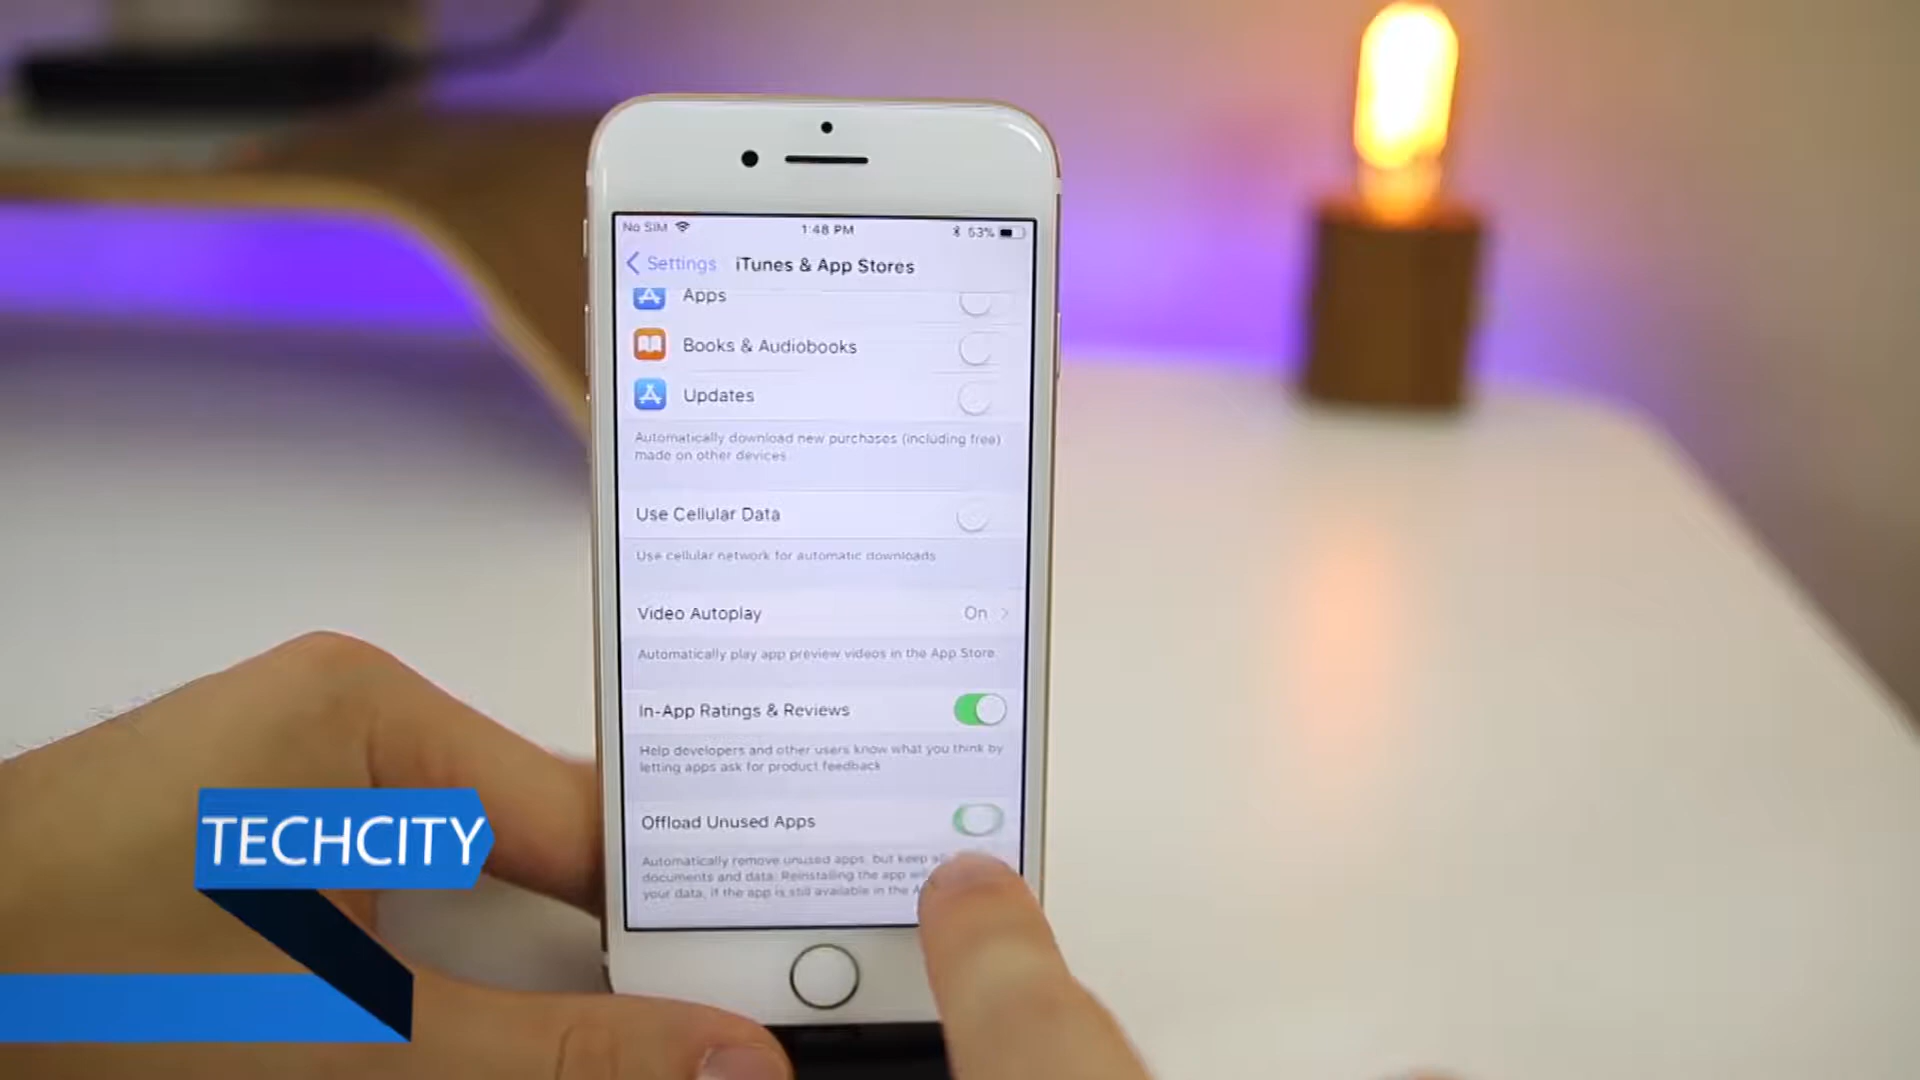 No SIM 1:48 PM 53%
Settings iTunes & App Stores
Apps
Books & Audiobooks
Updates
Automatically download new purchases (including free)
made on other devices
Use Cellular Data
Use cellular network for automatic downloads
Video Autoplay On
Automatically play app preview videos in the App Store.
In-App Ratings & Reviews
Help developers and other users know what you think by
letting apps ask for product feedback
Offload Unused Apps
Automatically remove unused apps, but keep
documents and data. Reinstalling the app
your data, if the app is still available in the
TECHCITY